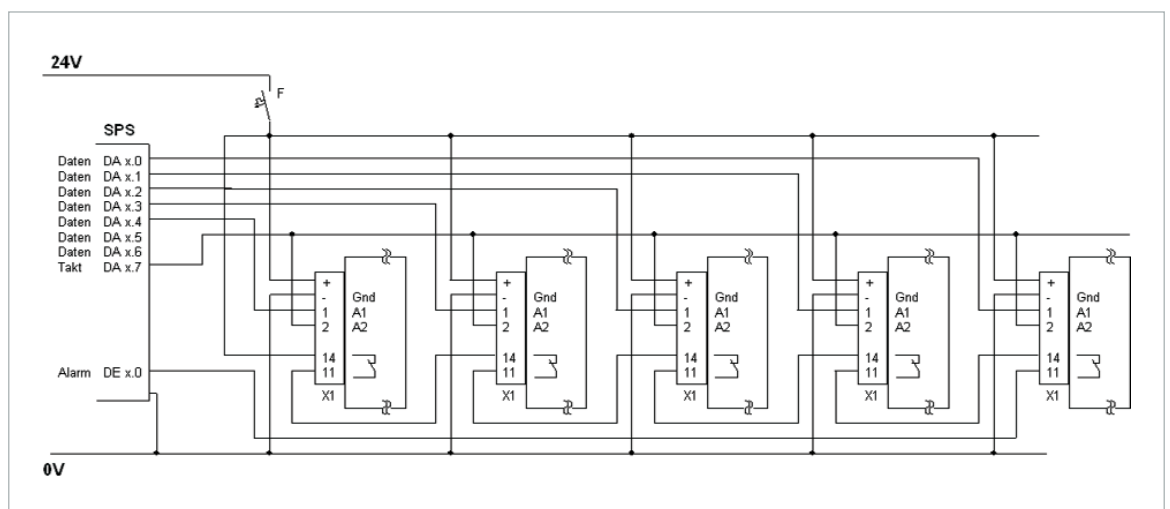 24V
F
SPS
Daten DA x.0
Daten DA x.1
Daten DA x.2
Daten DA x.3
Daten DA x.4
Daten DA x.5
Daten DA x.6
Takt DA x.7
Alarm DE x.0
+
- Gnd
1 A1
2 A2
14
11
X1
+
- Gnd
1 A1
2 A2
14
11
X1
+
- Gnd
1 A1
2 A2
14
11
X1
+
- Gnd
1 A1
2 A2
14
11
X1
+
- Gnd
1 A1
2 A2
14
11
X1
0V